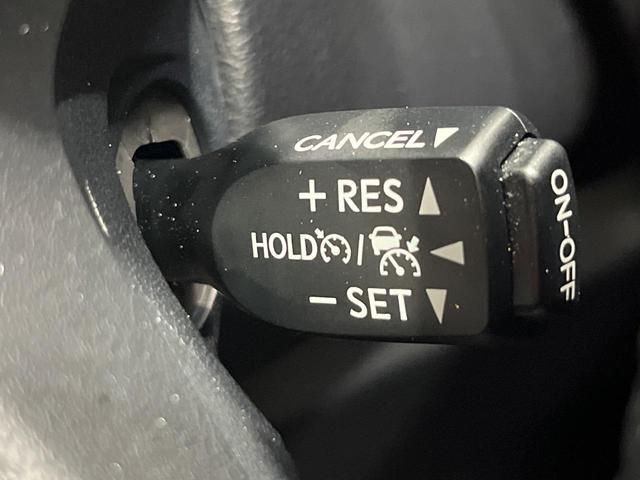 CANCEL
+ RES
HOLD /
- SET
ON-OFF